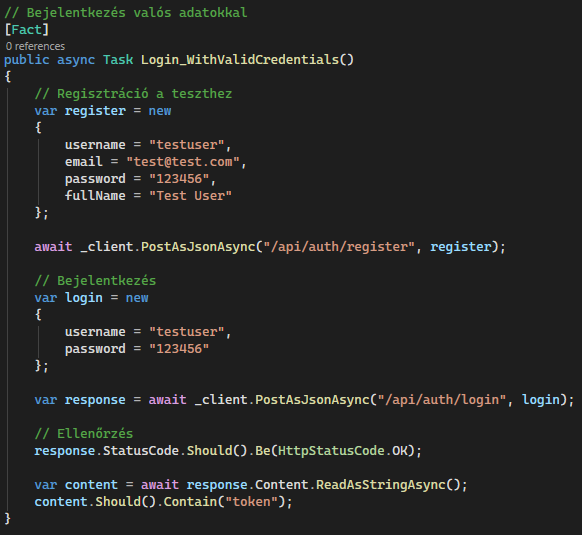 // Bejelentkezés valós adatokkal
[Fact]
0 references
public async Task Login_WithValidCredentials()
{
// Regisztráció a teszthez
var register = new
{
username = "testuser",
email = "test@test.com",
password = "123456",
fullName = "Test User"
};
await _client.PostAsJsonAsync("/api/auth/register", register);
// Bejelentkezés
var login = new
{
username = "testuser",
password = "123456"
};
var response = await _client.PostAsJsonAsync("/api/auth/login", login);
// Ellenőrzés
response.StatusCode.Should().Be(HttpStatusCode.OK);
var content = await response.Content.ReadAsStringAsync();
content.Should().Contain("token");
}